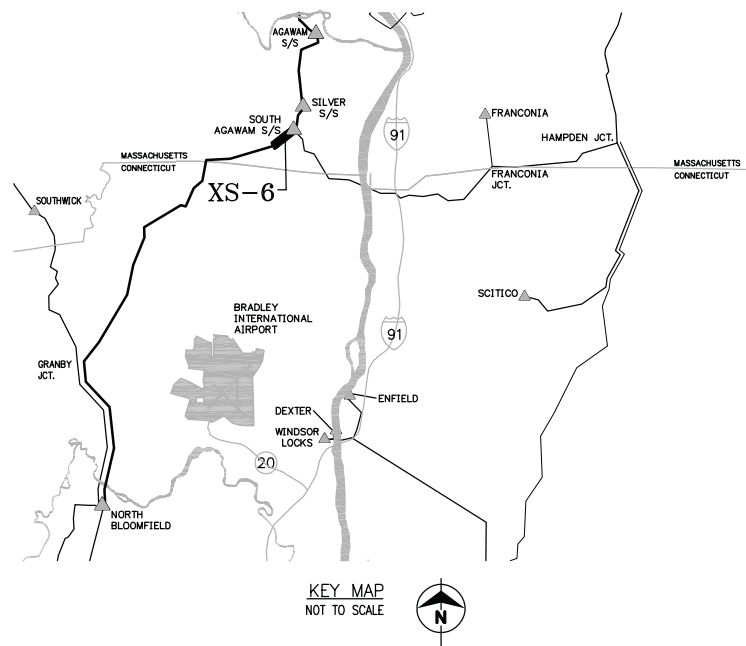 AGAWAM
S/S
SILVER
S/S
SOUTH
AGAWAM S/S
FRANCONIA
91
HAMPDEN JCT.
MASSACHUSETTS
CONNECTICUT
MASSACHUSETTS
CONNECTICUT
FRANCONIA
JCT.
XS-6
SOUTHWICK
SCITICO
BRADLEY
INTERNATIONAL
AIRPORT
91
GRANBY
JCT.
ENFIELD
DEXTER
WINDSOR
LOCKS
20
NORTH
BLOOMFIELD
KEY MAP
NOT TO SCALE
N